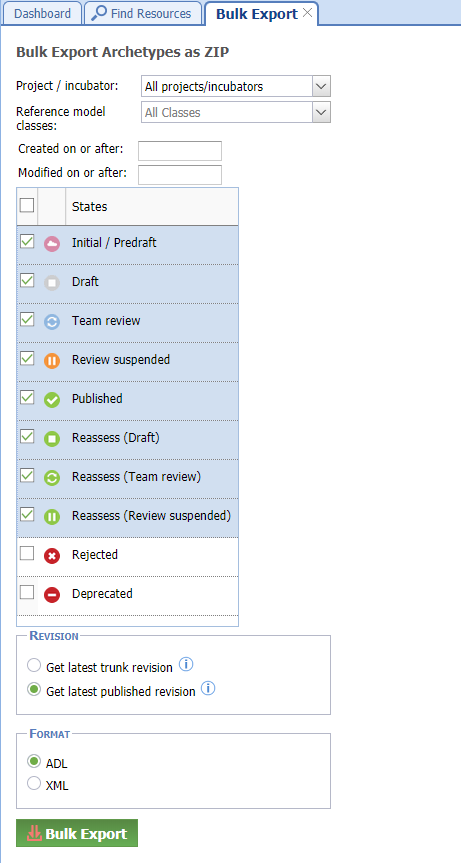 Dashboard Find Resources Bulk Export
Bulk Export Archetypes as ZIP
Project / incubator: All projects/incubators
Reference model classes: All Classes
Created on or after:
Modified on or after:
States
Initial / Predraft
Draft
Team review
Review suspended
Published
Reassess (Draft)
Reassess (Team review)
Reassess (Review suspended)
Rejected
Deprecated
Revision
Get latest trunk revision
Get latest published revision
Format
ADL
XML
Bulk Export